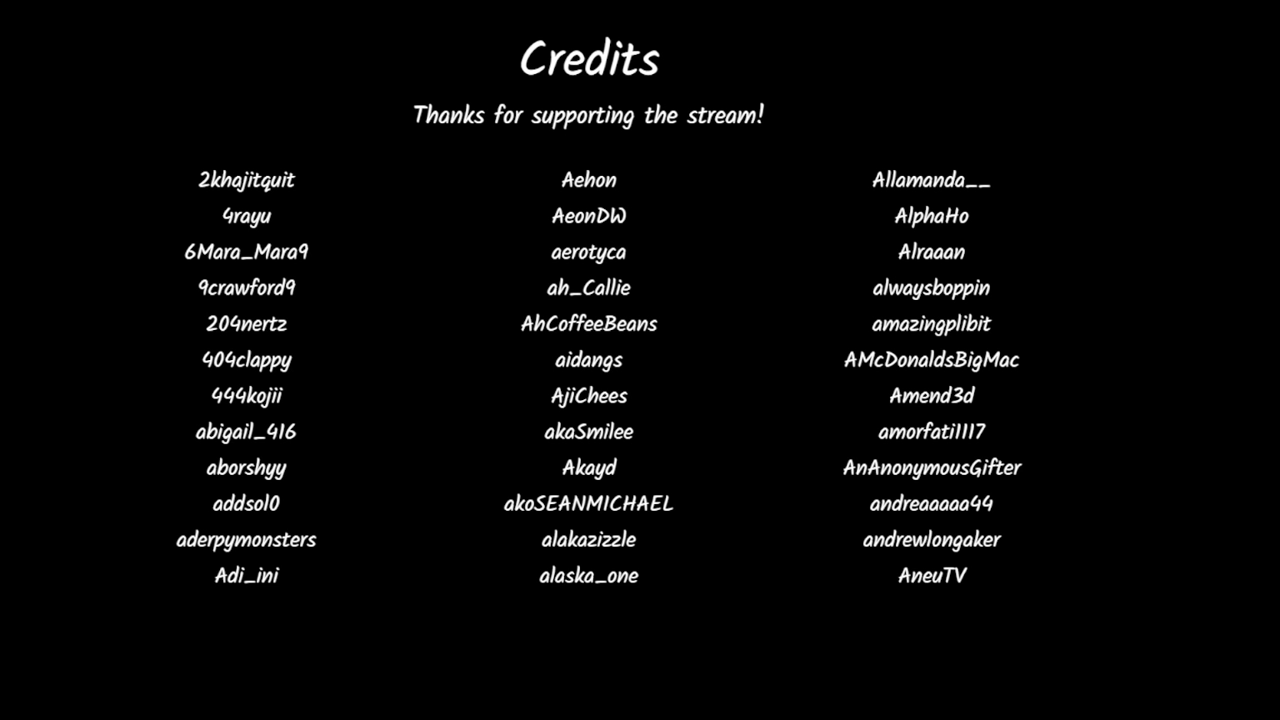 Credits
Thanks for supporting the stream!
2khajitquit
4rayu
6Mara_Mara9
9crawford9
204nertz
404clappy
444kojii
abigail_416
aborshyy
addsol0
aderpymonsters
Adi_ini
Aehon
AeonDW
aerotyca
ah_Callie
AhCoffeeBeans
aidangs
AjiChees
akaSmilee
Akayd
akoSEANMICHAEL
alakazizzle
alaska_one
Allamanda__
AlphaHo
Alraaan
alwaysboppin
amazingplibit
AMcDonaldsBigMac
Amend3d
amorfati1117
AnAnonymousGifter
andreaaaaa44
andrewlongaker
AneuTV